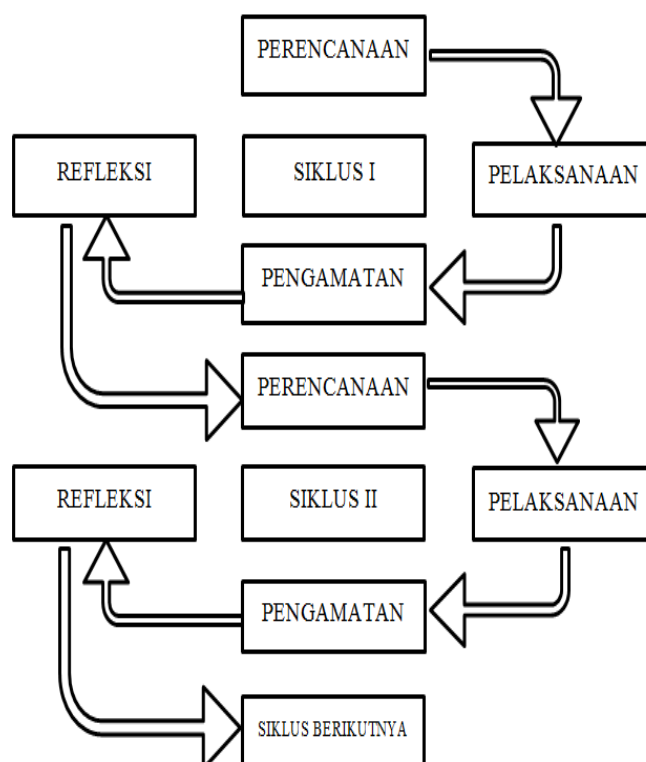 PERENCANAAN
REFLEKSI
SIKLUS I
PELAKSANAAN
PENGAMATAN
PERENCANAAN
REFLEKSI
SIKLUS II
PELAKSANAAN
PENGAMATAN
SIKLUS BERIKUTNYA